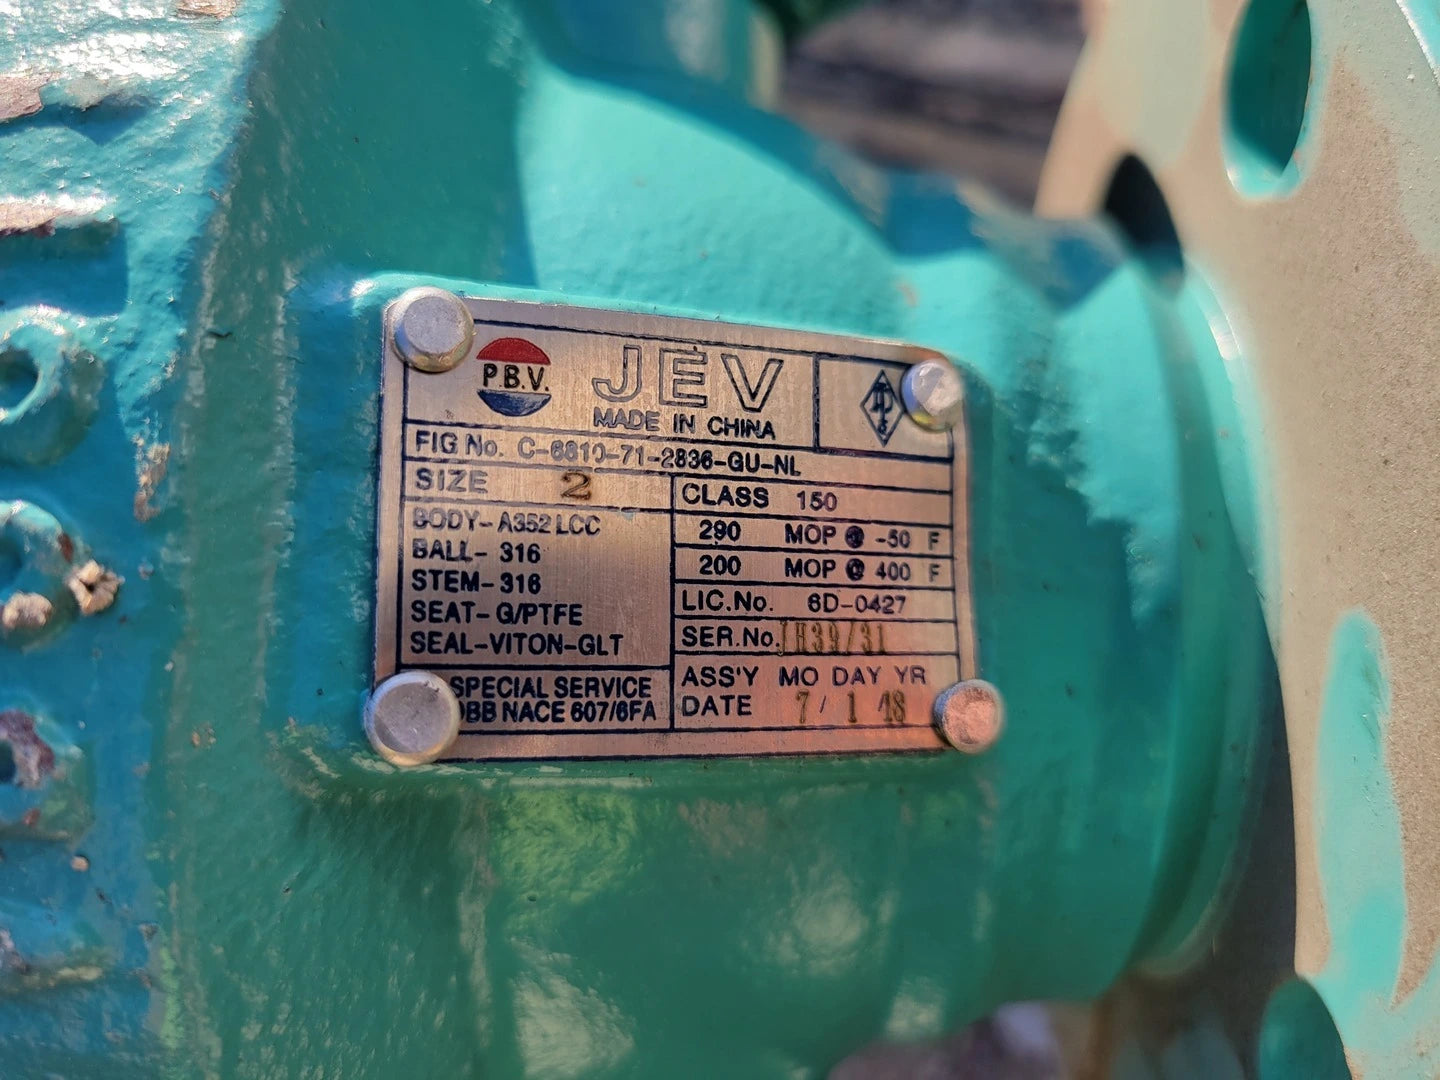 P.B.V.
JEV
MADE IN CHINA
FIG No. C-6810-71-2836-GU-NL
SIZE 2
CLASS 150
BODY- A352 LCC
290 MOP @ -50 F
BALL- 316
200 MOP @ 400 F
STEM- 316
LIC.No. 6D-0427
SEAT- G/PTFE
SER.No. JH39/31
SEAL-VITON-GLT
ASS'Y DATE MO DAY YR
7/ 1 /18
SPECIAL SERVICE
DBB NACE 607/6FA